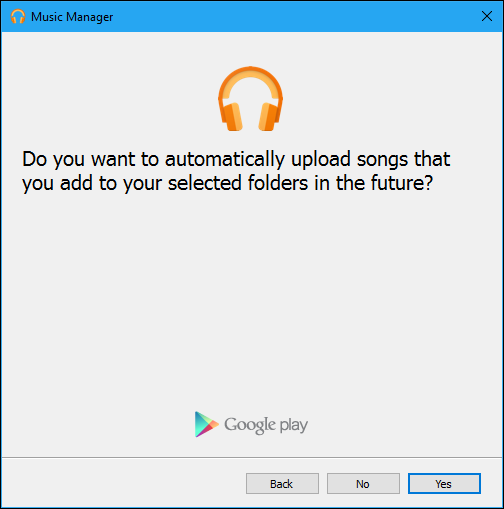 Music Manager
Do you want to automatically upload songs that
you add to your selected folders in the future?
Google play
Back
No
Yes